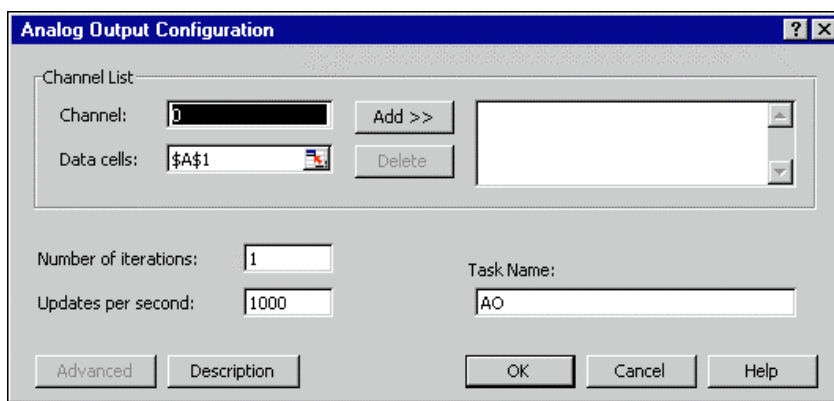 Analog Output Configuration
Channel List
Channel: 0
Add >>
Data cells: $A$1
Delete
Number of iterations: 1
Task Name:
Updates per second: 1000
AO
Advanced
Description
OK
Cancel
Help